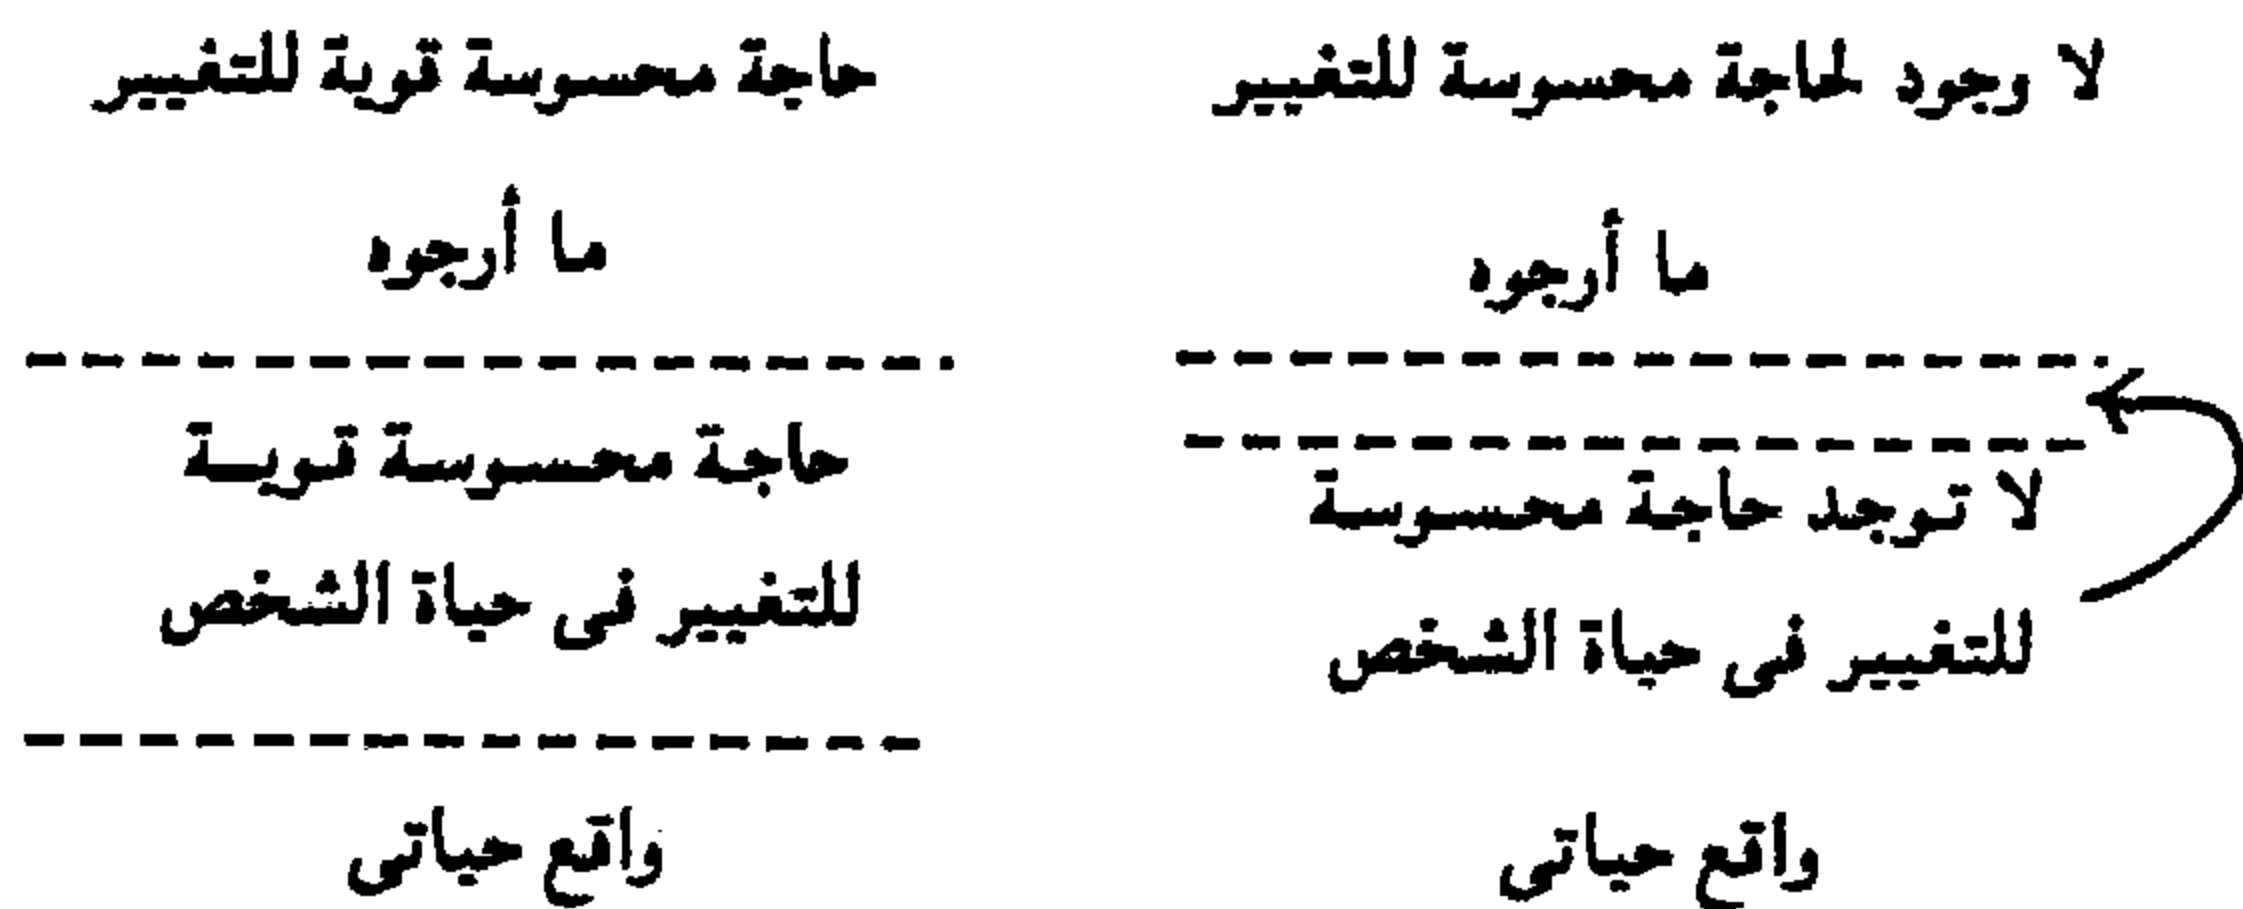 لا وجود لحاجة محسوسة للتغيير
ما أرجوه
لا توجد حاجة محسوسة
للتغيير فى حياة الشخص
واقع حياتى
حاجة محسوسة قوية للتغيير
ما أرجوه
حاجة محسوسة قويـة
للتغيير فى حياة الشخص
واقع حياتى